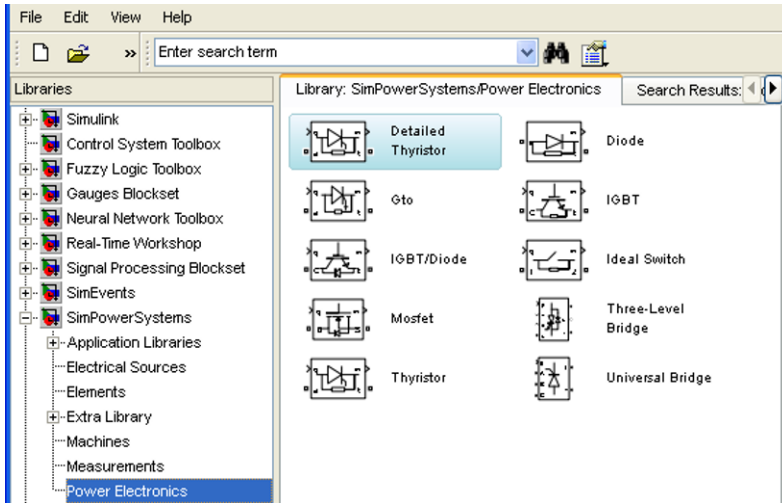 File Edit View Help
» Enter search term
Libraries
Library: SimPowerSystems/Power Electronics
Search Results:
Simulink
Control System Toolbox
Fuzzy Logic Toolbox
Gauges Blockset
Neural Network Toolbox
Real-Time Workshop
Signal Processing Blockset
SimEvents
SimPowerSystems
Application Libraries
Electrical Sources
Elements
Extra Library
Machines
Measurements
Power Electronics
Detailed
Thyristor
Diode
Gto
IGBT
IGBT/Diode
Ideal Switch
Mosfet
Three-Level
Bridge
Thyristor
Universal Bridge